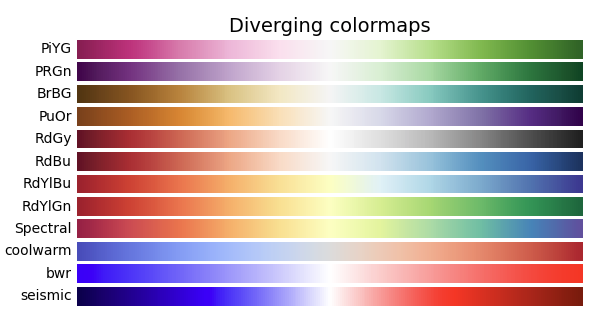 Diverging colormaps
PiYG
PRGn
BrBG
PuOr
RdGy
RdBu
RdYlBu
RdYlGn
Spectral
coolwarm
bwr
seismic